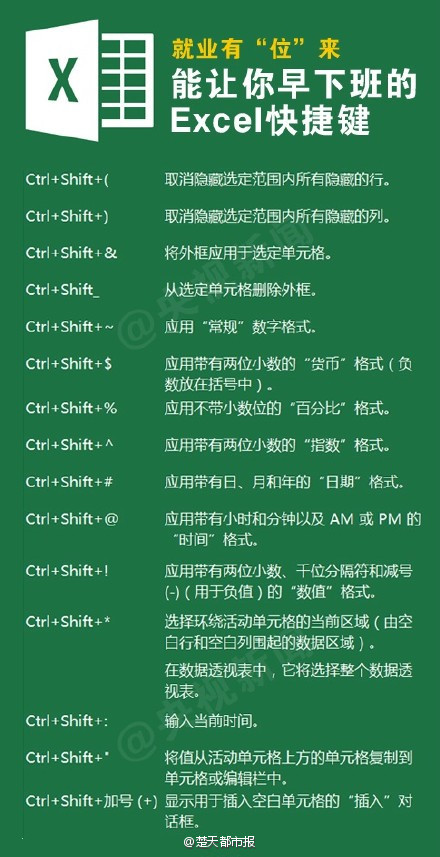 就业有“位”来
X
能让你早下班的
Excel快捷键
Ctrl+Shift+( 取消隐藏选定范围内所有隐藏的行。
Ctrl+Shift+) 取消隐藏选定范围内所有隐藏的列。
Ctrl+Shift+& 将外框应用于选定单元格。
Ctrl+Shift_ 从选定单元格删除外框。
Ctrl+Shift+~ 应用“常规”数字格式。
Ctrl+Shift+$ 应用带有两位小数的“货币”格式（负
数放在括号中）。
Ctrl+Shift+% 应用不带小数位的“百分比”格式。
Ctrl+Shift+^ 应用带有两位小数的“指数”格式。
Ctrl+Shift+# 应用带有日、月和年的“日期”格式。
Ctrl+Shift+@ 应用带有小时和分钟以及 AM 或 PM 的
“时间”格式。
Ctrl+Shift+! 应用带有两位小数、千位分隔符和减号
(-)（用于负值）的“数值”格式。
Ctrl+Shift+* 选择环绕活动单元格的当前区域（由空
白行和空白列围起的数据区域）。
在数据透视表中，它将选择整个数据透
视表。
Ctrl+Shift+: 输入当前时间。
Ctrl+Shift+" 将值从活动单元格上方的单元格复制到
单元格或编辑栏中。
Ctrl+Shift+加号 (+) 显示用于插入空白单元格的“插入”对
话框。
@央视新闻
@央视新闻
@楚天都市报